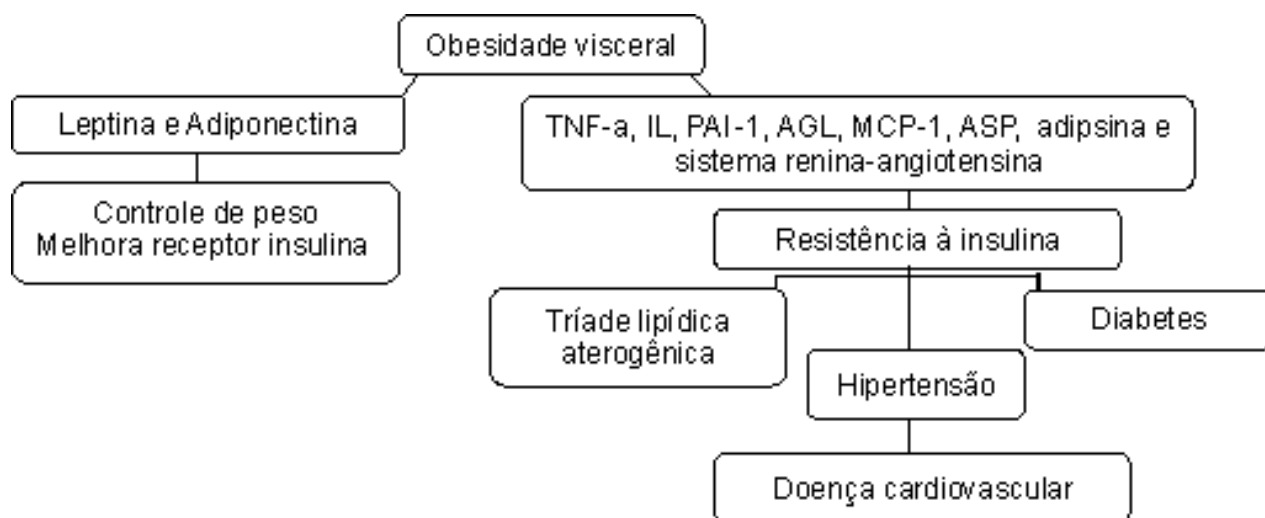 Obesidade visceral
Leptina e Adiponectina
TNF-a, IL, PAI-1, AGL, MCP-1, ASP, adipsina e
sistema renina-angiotensina
Controle de peso
Melhora receptor insulina
Resistência à insulina
Tríade lipídica
aterogênica
Diabetes
Hipertensão
Doença cardiovascular